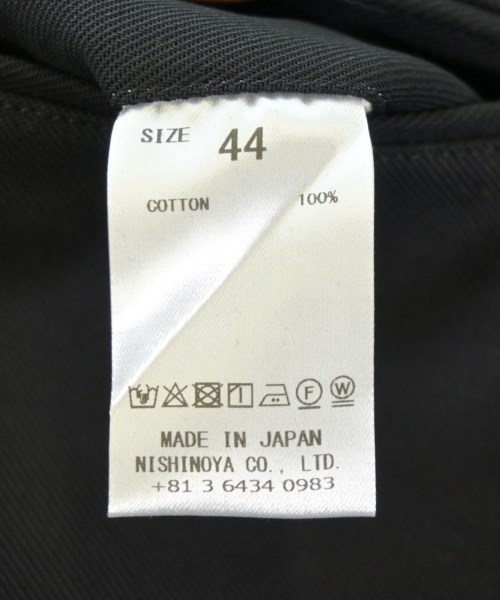 SIZE 44
COTTON 100%
F W
MADE IN JAPAN
NISHINOYA CO., LTD.
+81 3 6434 0983